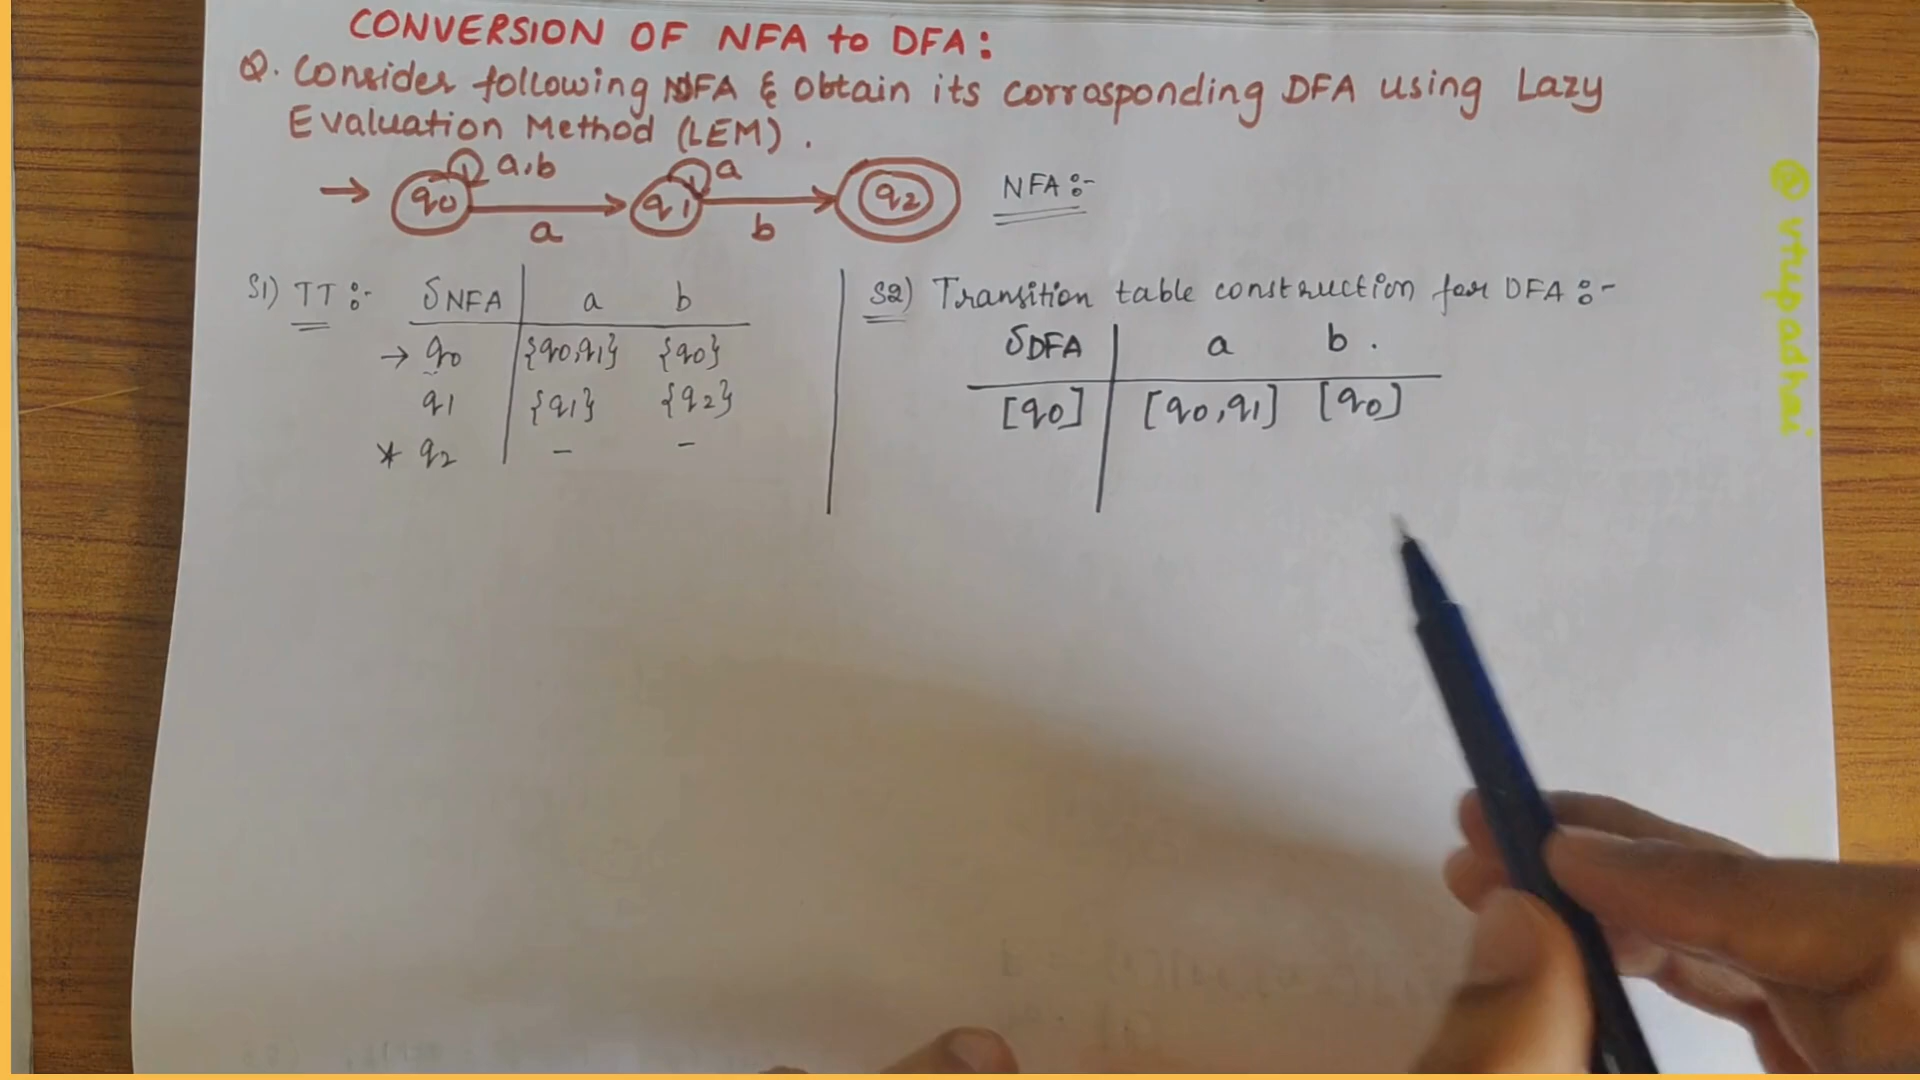 CONVERSION OF NFA to DFA:
Q. Consider following NFA & obtain its corrosponding DFA using Lazy
Evaluation Method (LEM).
a,b
a
q0
q1
q2
a
b
NFA:-
S1) TT:-
δNFA a b
→ q0 {q0,q1} {q0}
q1 {q1} {q2}
* q2 - -
S2) Transition table construction for DFA:-
δDFA a b.
[q0] [q0,q1] [q0]
@vtupadhai